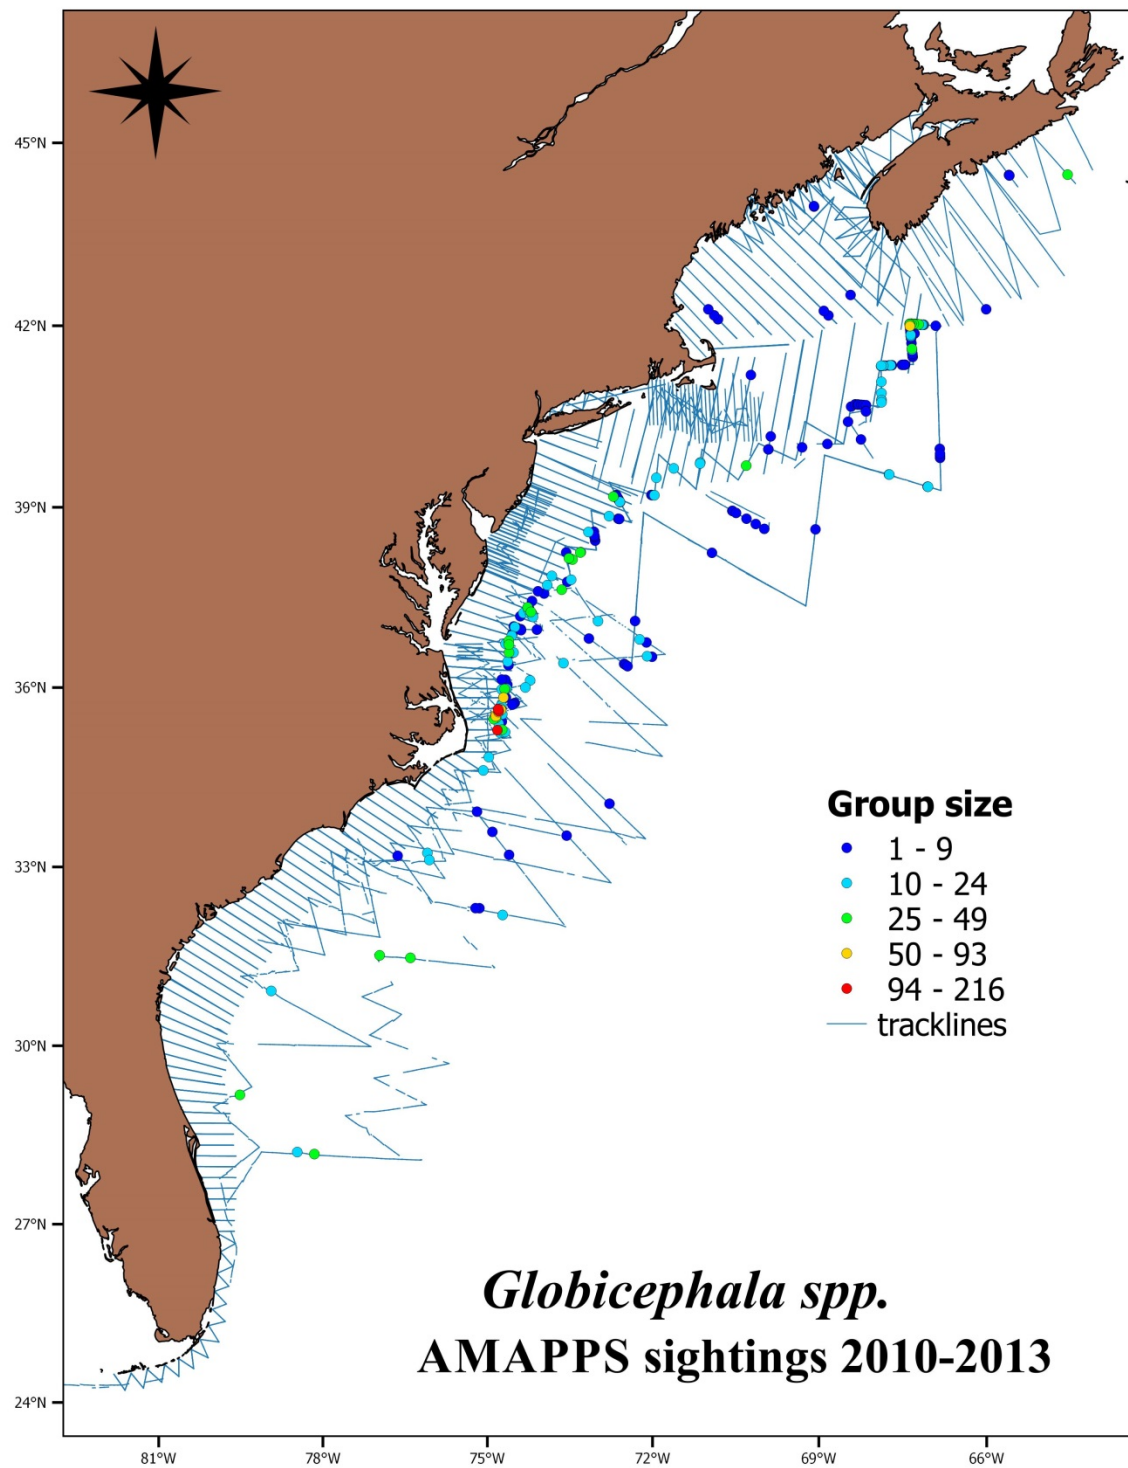 45°N
42°N
39°N
36°N
33°N
30°N
27°N
24°N
Group size
1 - 9
10 - 24
25 - 49
50 - 93
94 - 216
tracklines
Globicephala spp.
AMAPPS sightings 2010-2013
81°W 78°W 75°W 72°W 69°W 66°W